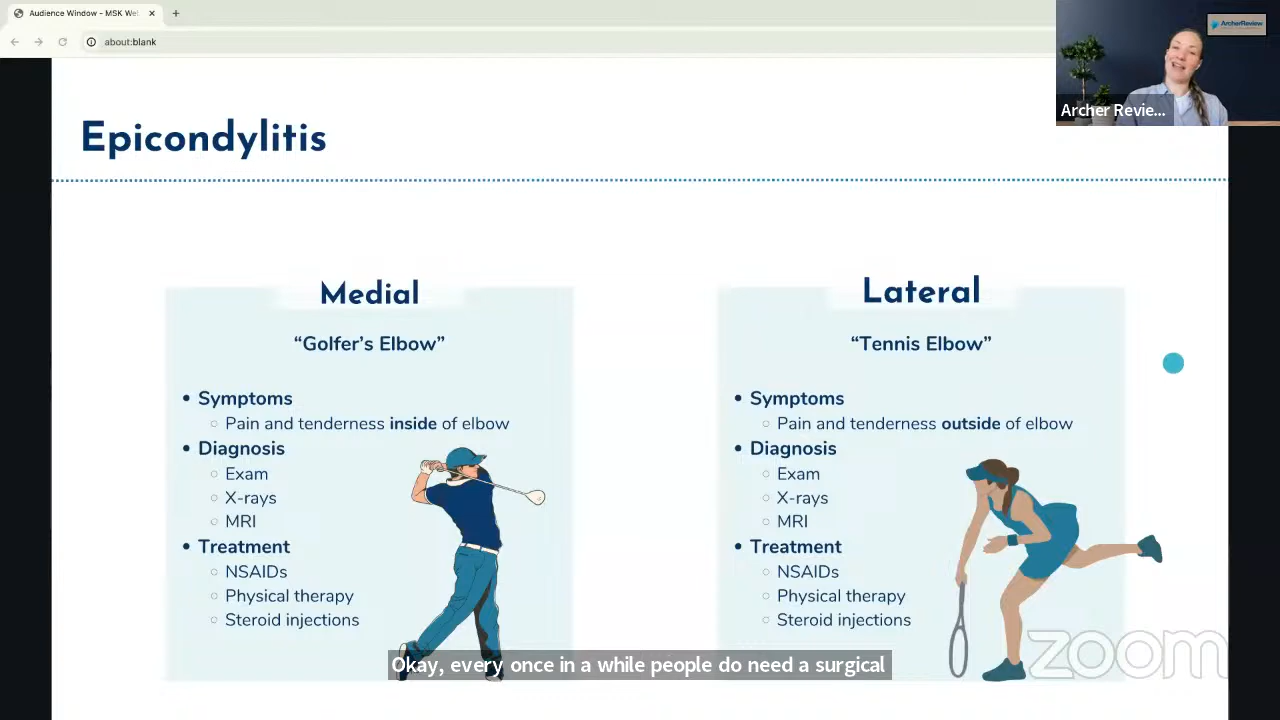 Audience Window - MSK Wel
about:blank
ArcherReview
Archer Revie...
Epicondylitis
Medial
“Golfer’s Elbow”
• Symptoms
○ Pain and tenderness inside of elbow
• Diagnosis
○ Exam
○ X-rays
○ MRI
• Treatment
○ NSAIDs
○ Physical therapy
○ Steroid injections
Lateral
“Tennis Elbow”
• Symptoms
○ Pain and tenderness outside of elbow
• Diagnosis
○ Exam
○ X-rays
○ MRI
• Treatment
○ NSAIDs
○ Physical therapy
○ Steroid injections
zoom
Okay, every once in a while people do need a surgical